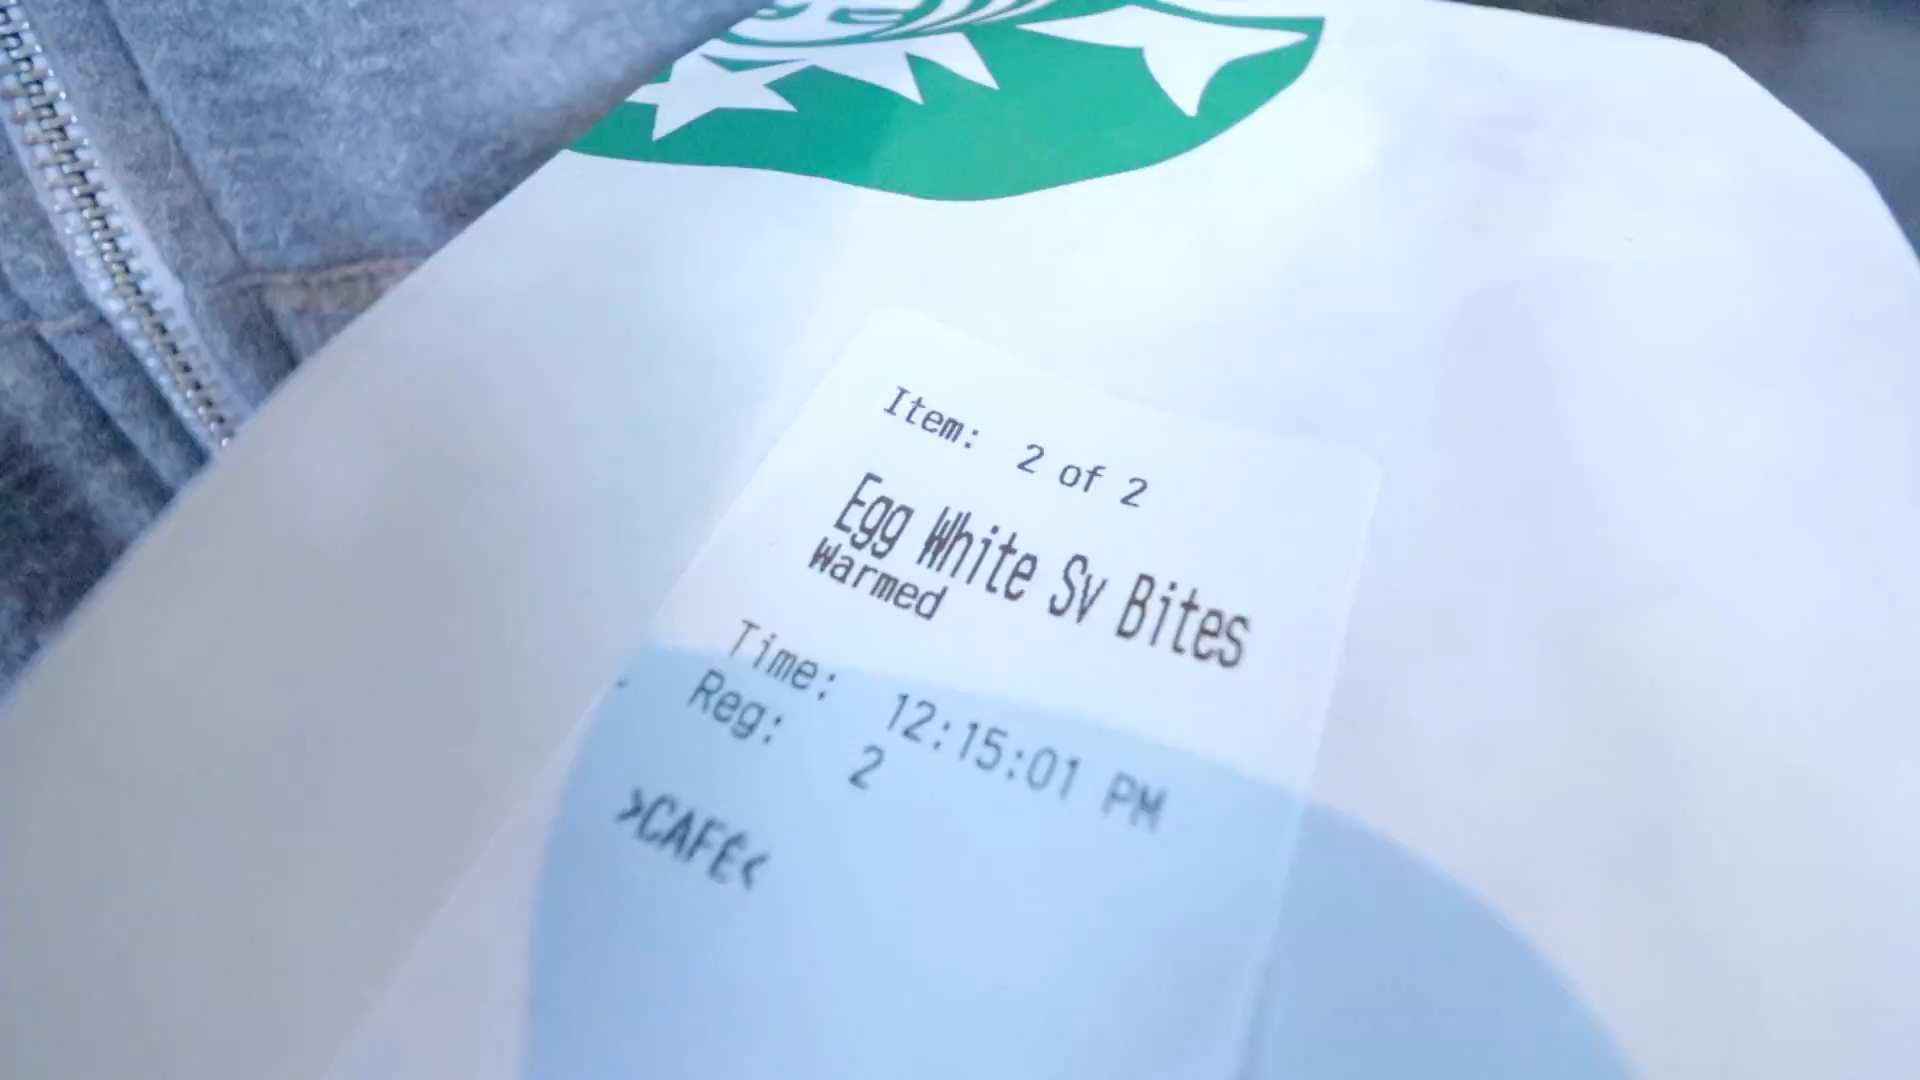 Item: 2 of 2
Egg White Sv Bites
Warmed
Time: 12:15:01 PM
Reg: 2
>CAFE<